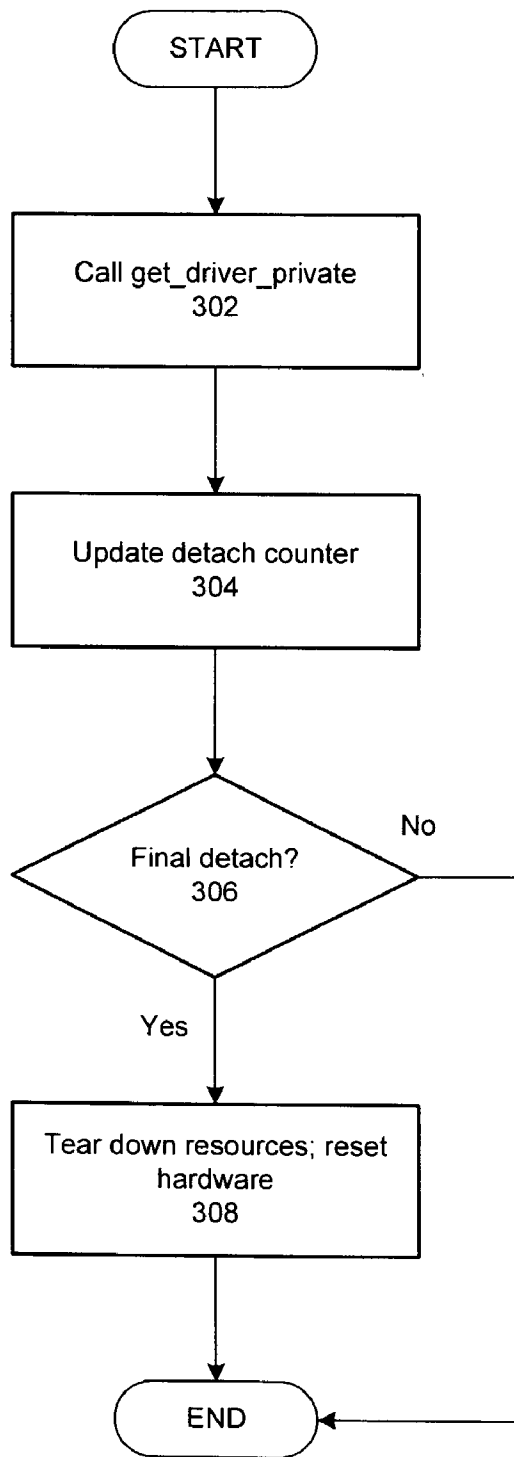 START
Call get_driver_private
302
Update detach counter
304
Final detach?
306
No
Yes
Tear down resources; reset
hardware
308
END